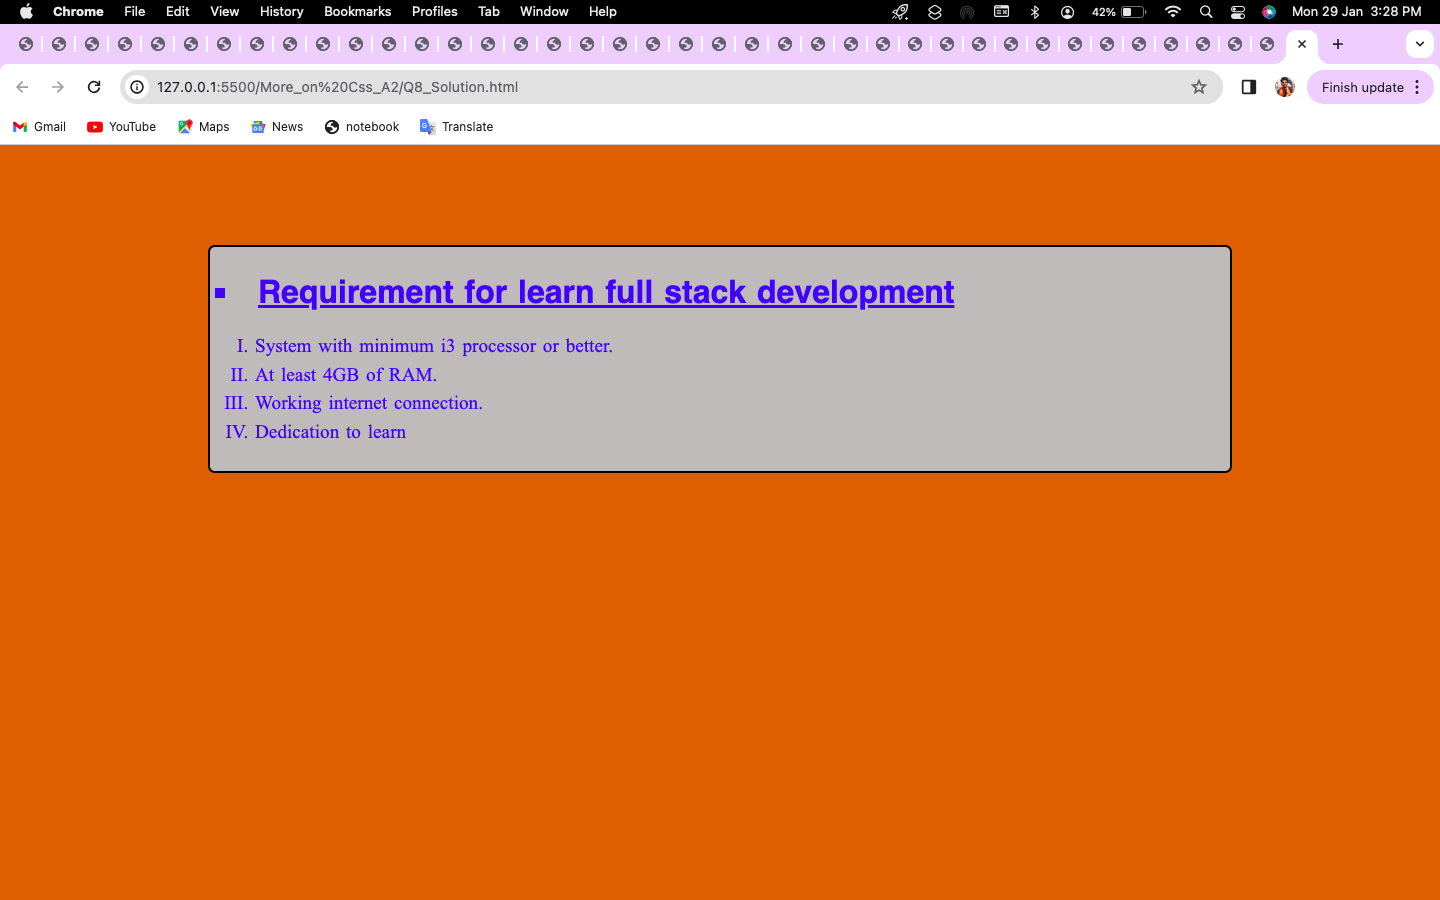 Chrome File Edit View History Bookmarks Profiles Tab Window Help 42% Mon 29 Jan 3:28 PM
127.0.0.1:5500/More_on%20Css_A2/Q8_Solution.html Finish update
Gmail YouTube Maps News notebook Translate
Requirement for learn full stack development
I. System with minimum i3 processor or better.
II. At least 4GB of RAM.
III. Working internet connection.
IV. Dedication to learn